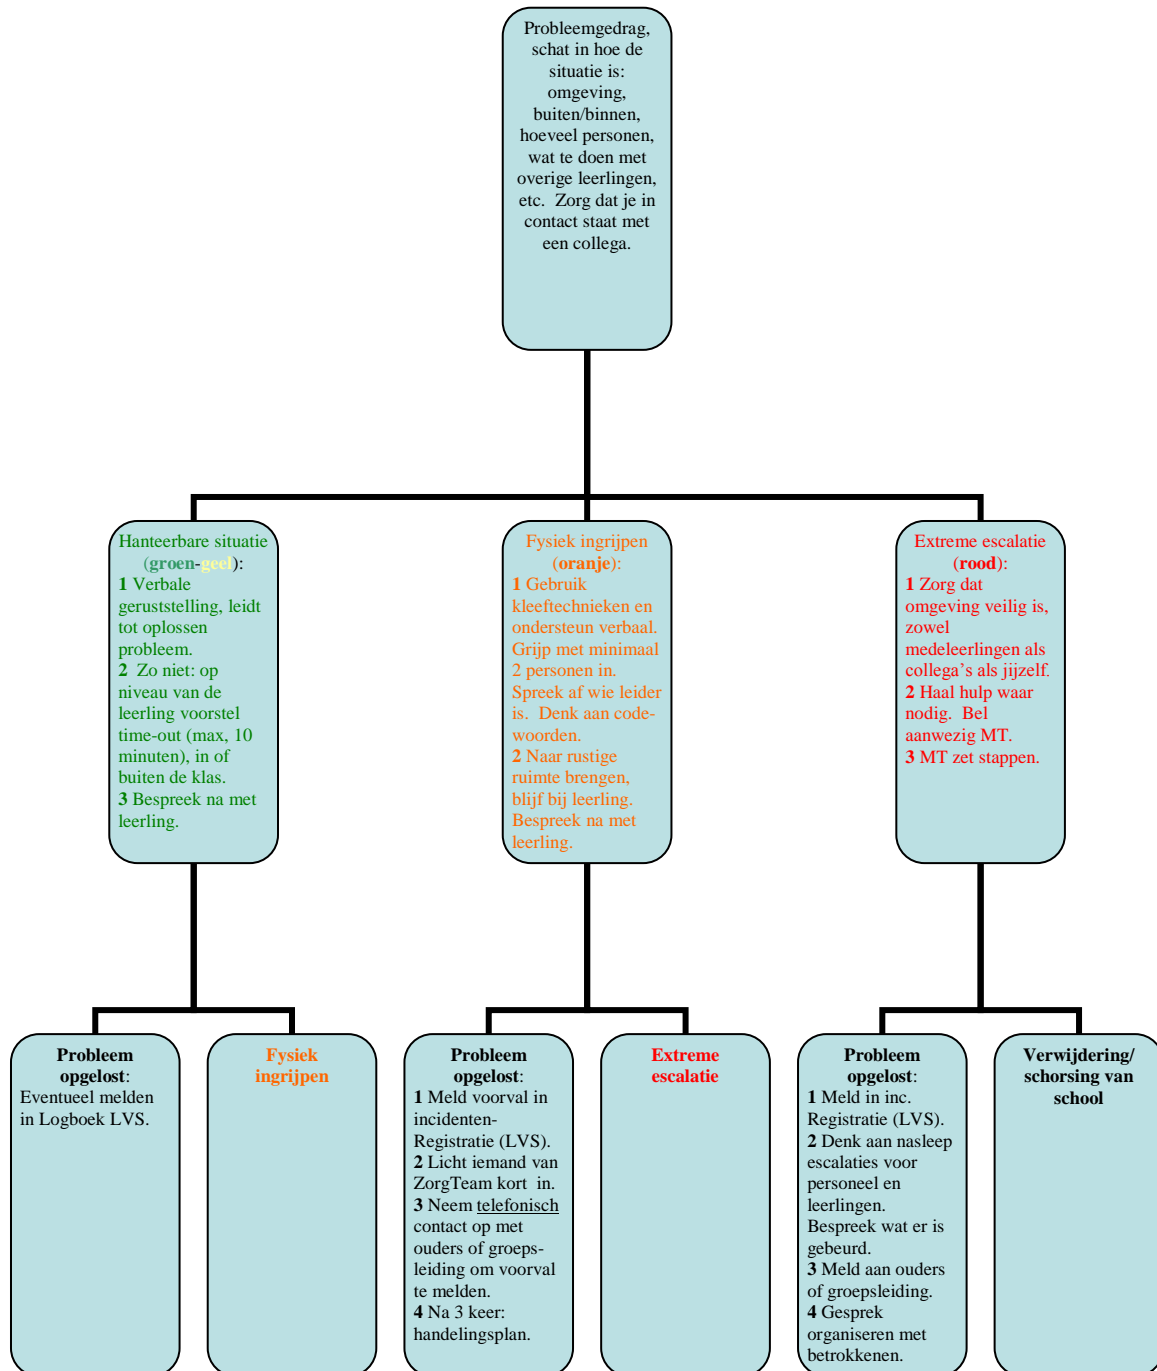 Probleemgedrag,
schat in hoe de
situatie is:
omgeving,
buiten/binnen,
hoeveel personen,
wat te doen met
overige leerlingen,
etc.  Zorg dat je in
contact staat met
een collega.
Hanteerbare situatie
(groen-geel):
1 Verbale
geruststelling, leidt
tot oplossen
probleem.
2  Zo niet: op
niveau van de
leerling voorstel
time-out (max, 10
minuten), in of
buiten de klas.
3 Bespreek na met
leerling.
Fysiek ingrijpen
(oranje):
1 Gebruik
kleeftechnieken en
ondersteun verbaal.
Grijp met minimaal
2 personen in.
Spreek af wie leider
is.  Denk aan code-
woorden.
2 Naar rustige
ruimte brengen,
blijf bij leerling.
Bespreek na met
leerling.
Extreme escalatie
(rood):
1 Zorg dat
omgeving veilig is,
zowel
medeleerlingen als
collega’s als jijzelf.
2 Haal hulp waar
nodig.  Bel
aanwezig MT.
3 MT zet stappen.
Probleem
opgelost:
Eventueel melden
in Logboek LVS.
Fysiek
ingrijpen
Probleem
opgelost:
1 Meld voorval in
incidenten-
Registratie (LVS).
2 Licht iemand van
ZorgTeam kort  in.
3 Neem telefonisch
contact op met
ouders of groeps-
leiding om voorval
te melden.
4 Na 3 keer:
handelingsplan.
Extreme
escalatie
Probleem
opgelost:
1 Meld in inc.
Registratie (LVS).
2 Denk aan nasleep
escalaties voor
personeel en
leerlingen.
Bespreek wat er is
gebeurd.
3 Meld aan ouders
of groepsleiding.
4 Gesprek
organiseren met
betrokkenen.
Verwijdering/
schorsing van
school